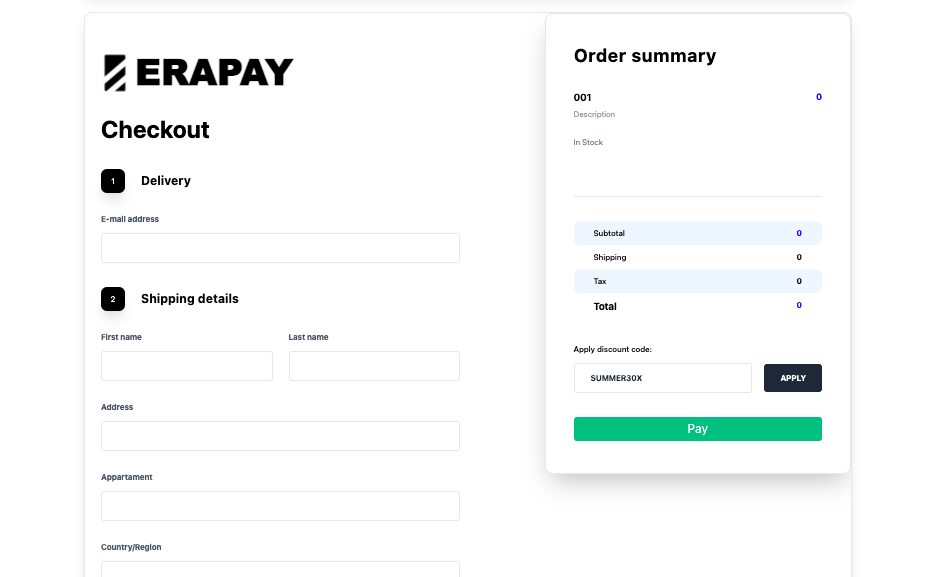 ERAPAY
Checkout
1 Delivery
E-mail address
2 Shipping details
First name Last name
Address
Appartament
Country/Region
Order summary
001 0
Description
In Stock
Subtotal 0
Shipping 0
Tax 0
Total 0
Apply discount code:
SUMMER30X APPLY
Pay